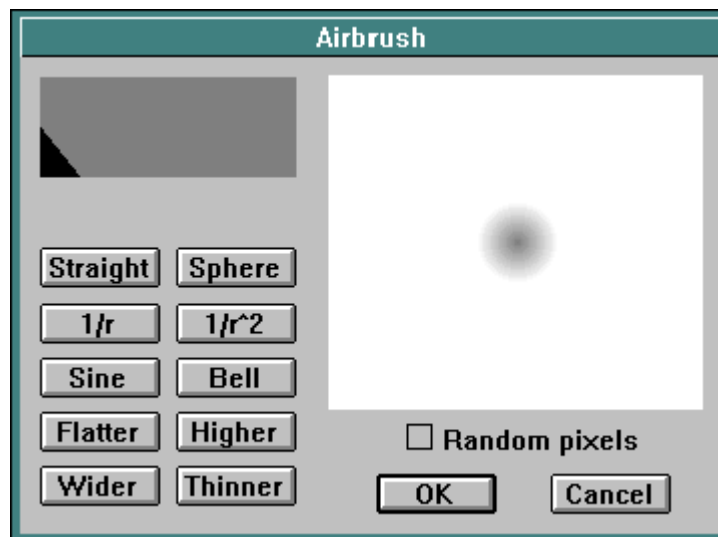 Airbrush
Straight Sphere
1/r 1/r^2
Sine Bell
Flatter Higher
Wider Thinner
Random pixels
OK Cancel